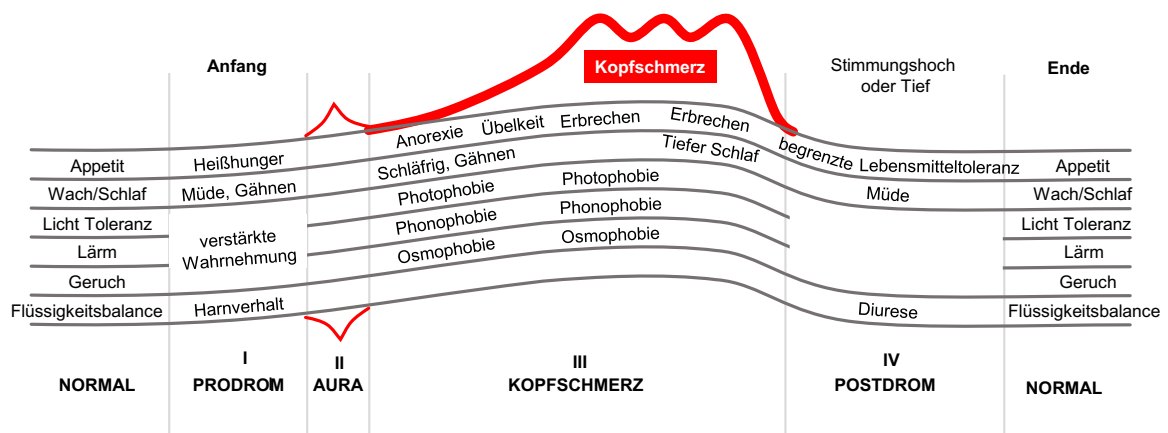 Anfang
Kopfschmerz
Stimmungshoch
oder Tief
Ende
Appetit
Heißhunger
Anorexie Übelkeit Erbrechen Erbrechen
begrenzte Lebensmitteltoleranz
Appetit
Wach/Schlaf
Müde, Gähnen
Schläfrig, Gähnen
Tiefer Schlaf
Müde
Wach/Schlaf
Licht Toleranz
verstärkte
Wahrnehmung
Photophobie
Photophobie
Licht Toleranz
Lärm
Phonophobie
Phonophobie
Lärm
Geruch
Osmophobie
Osmophobie
Geruch
Flüssigkeitsbalance
Harnverhalt
Diurese
Flüssigkeitsbalance
NORMAL
I
PRODROM
II
AURA
III
KOPFSCHMERZ
IV
POSTDROM
NORMAL